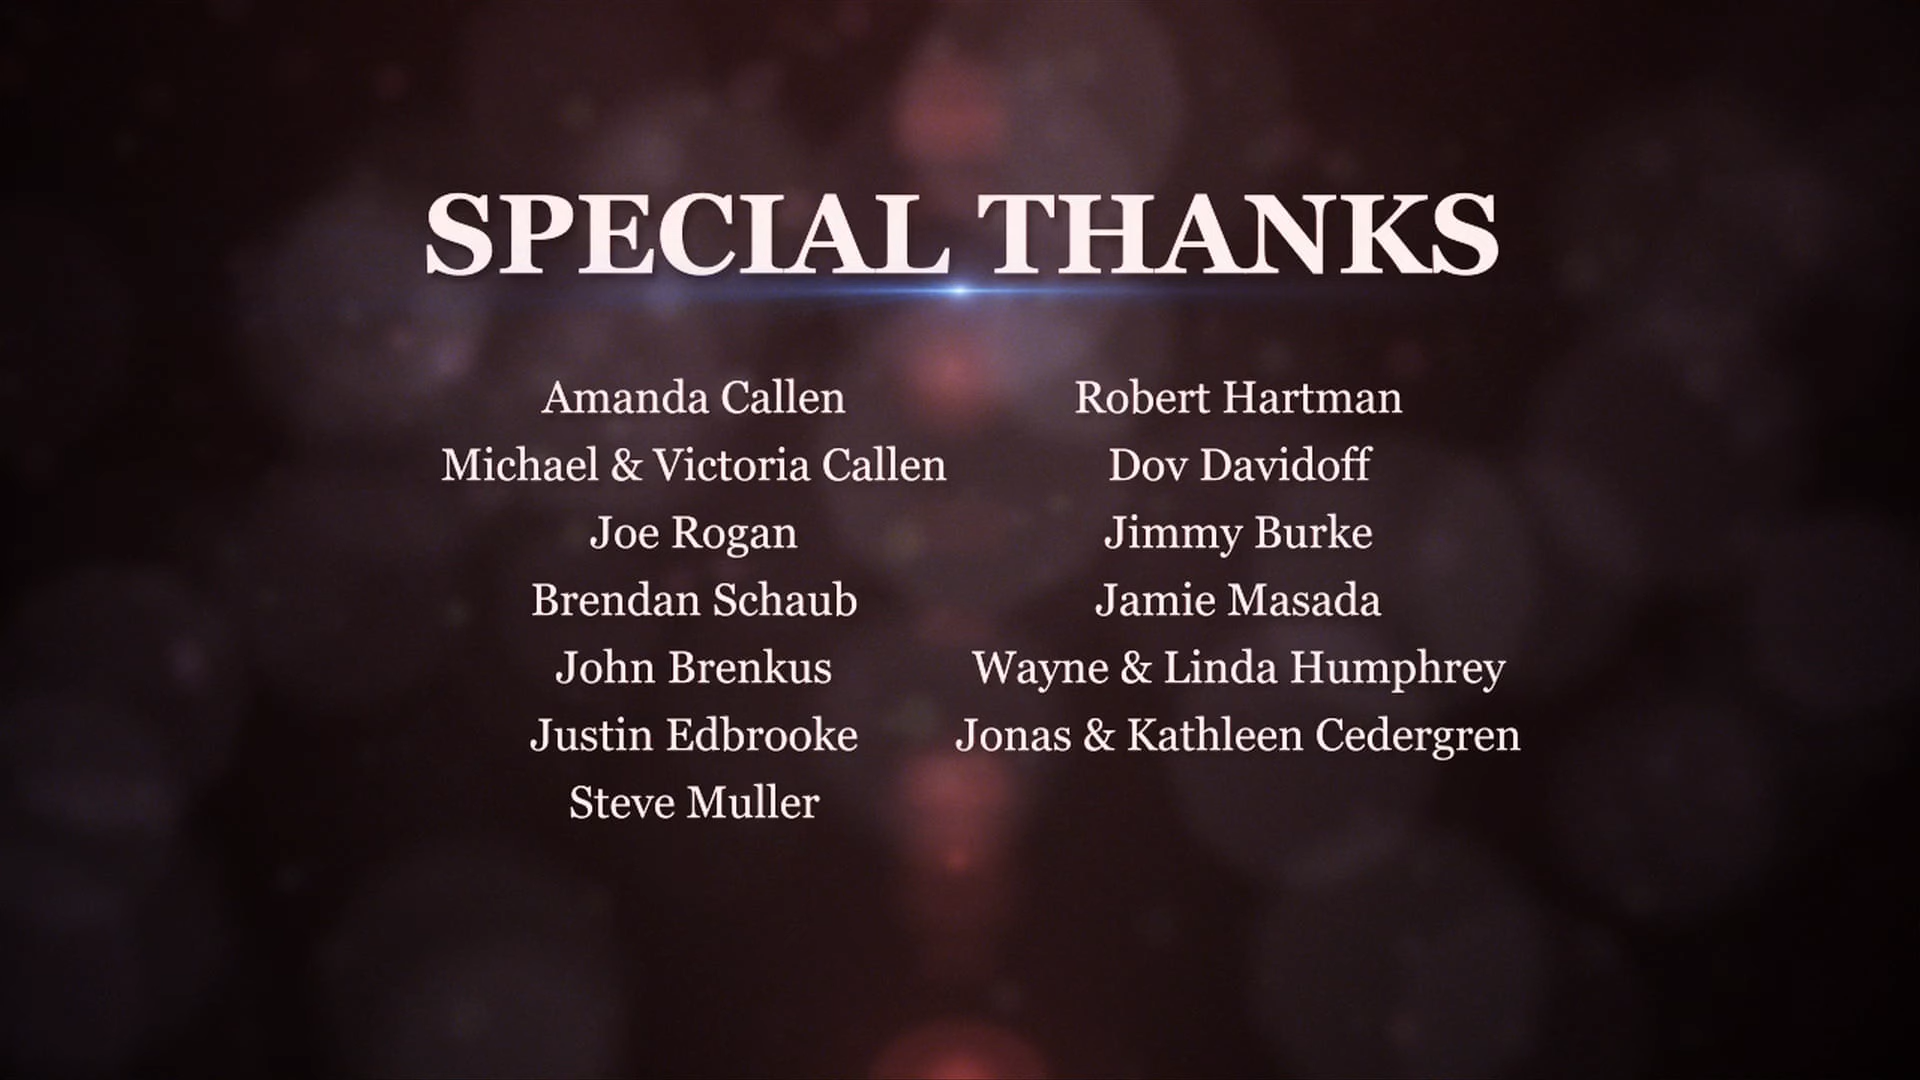 SPECIAL THANKS
Amanda Callen
Michael & Victoria Callen
Joe Rogan
Brendan Schaub
John Brenkus
Justin Edbrooke
Steve Muller
Robert Hartman
Dov Davidoff
Jimmy Burke
Jamie Masada
Wayne & Linda Humphrey
Jonas & Kathleen Cedergren